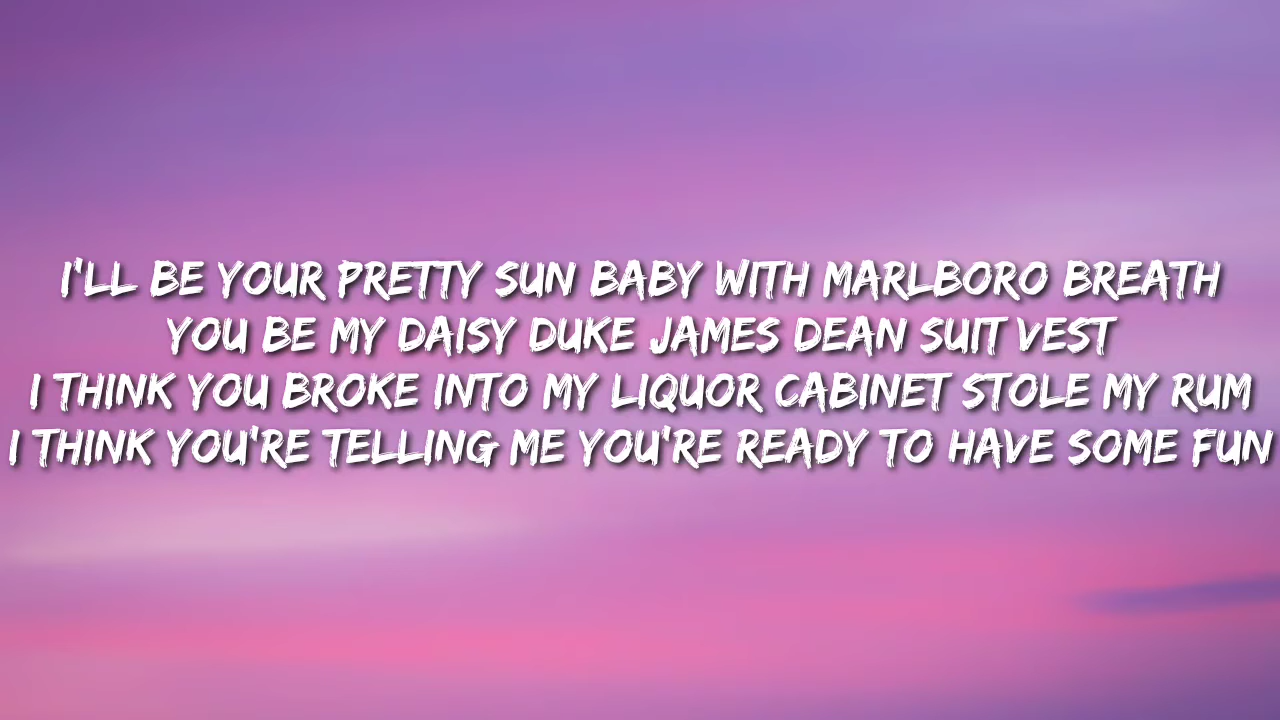 I'LL BE YOUR PRETTY SUN BABY WITH MARLBORO BREATH
YOU BE MY DAISY DUKE JAMES DEAN SUIT VEST
I THINK YOU BROKE INTO MY LIQUOR CABINET STOLE MY RUM
I THINK YOU'RE TELLING ME YOU'RE READY TO HAVE SOME FUN